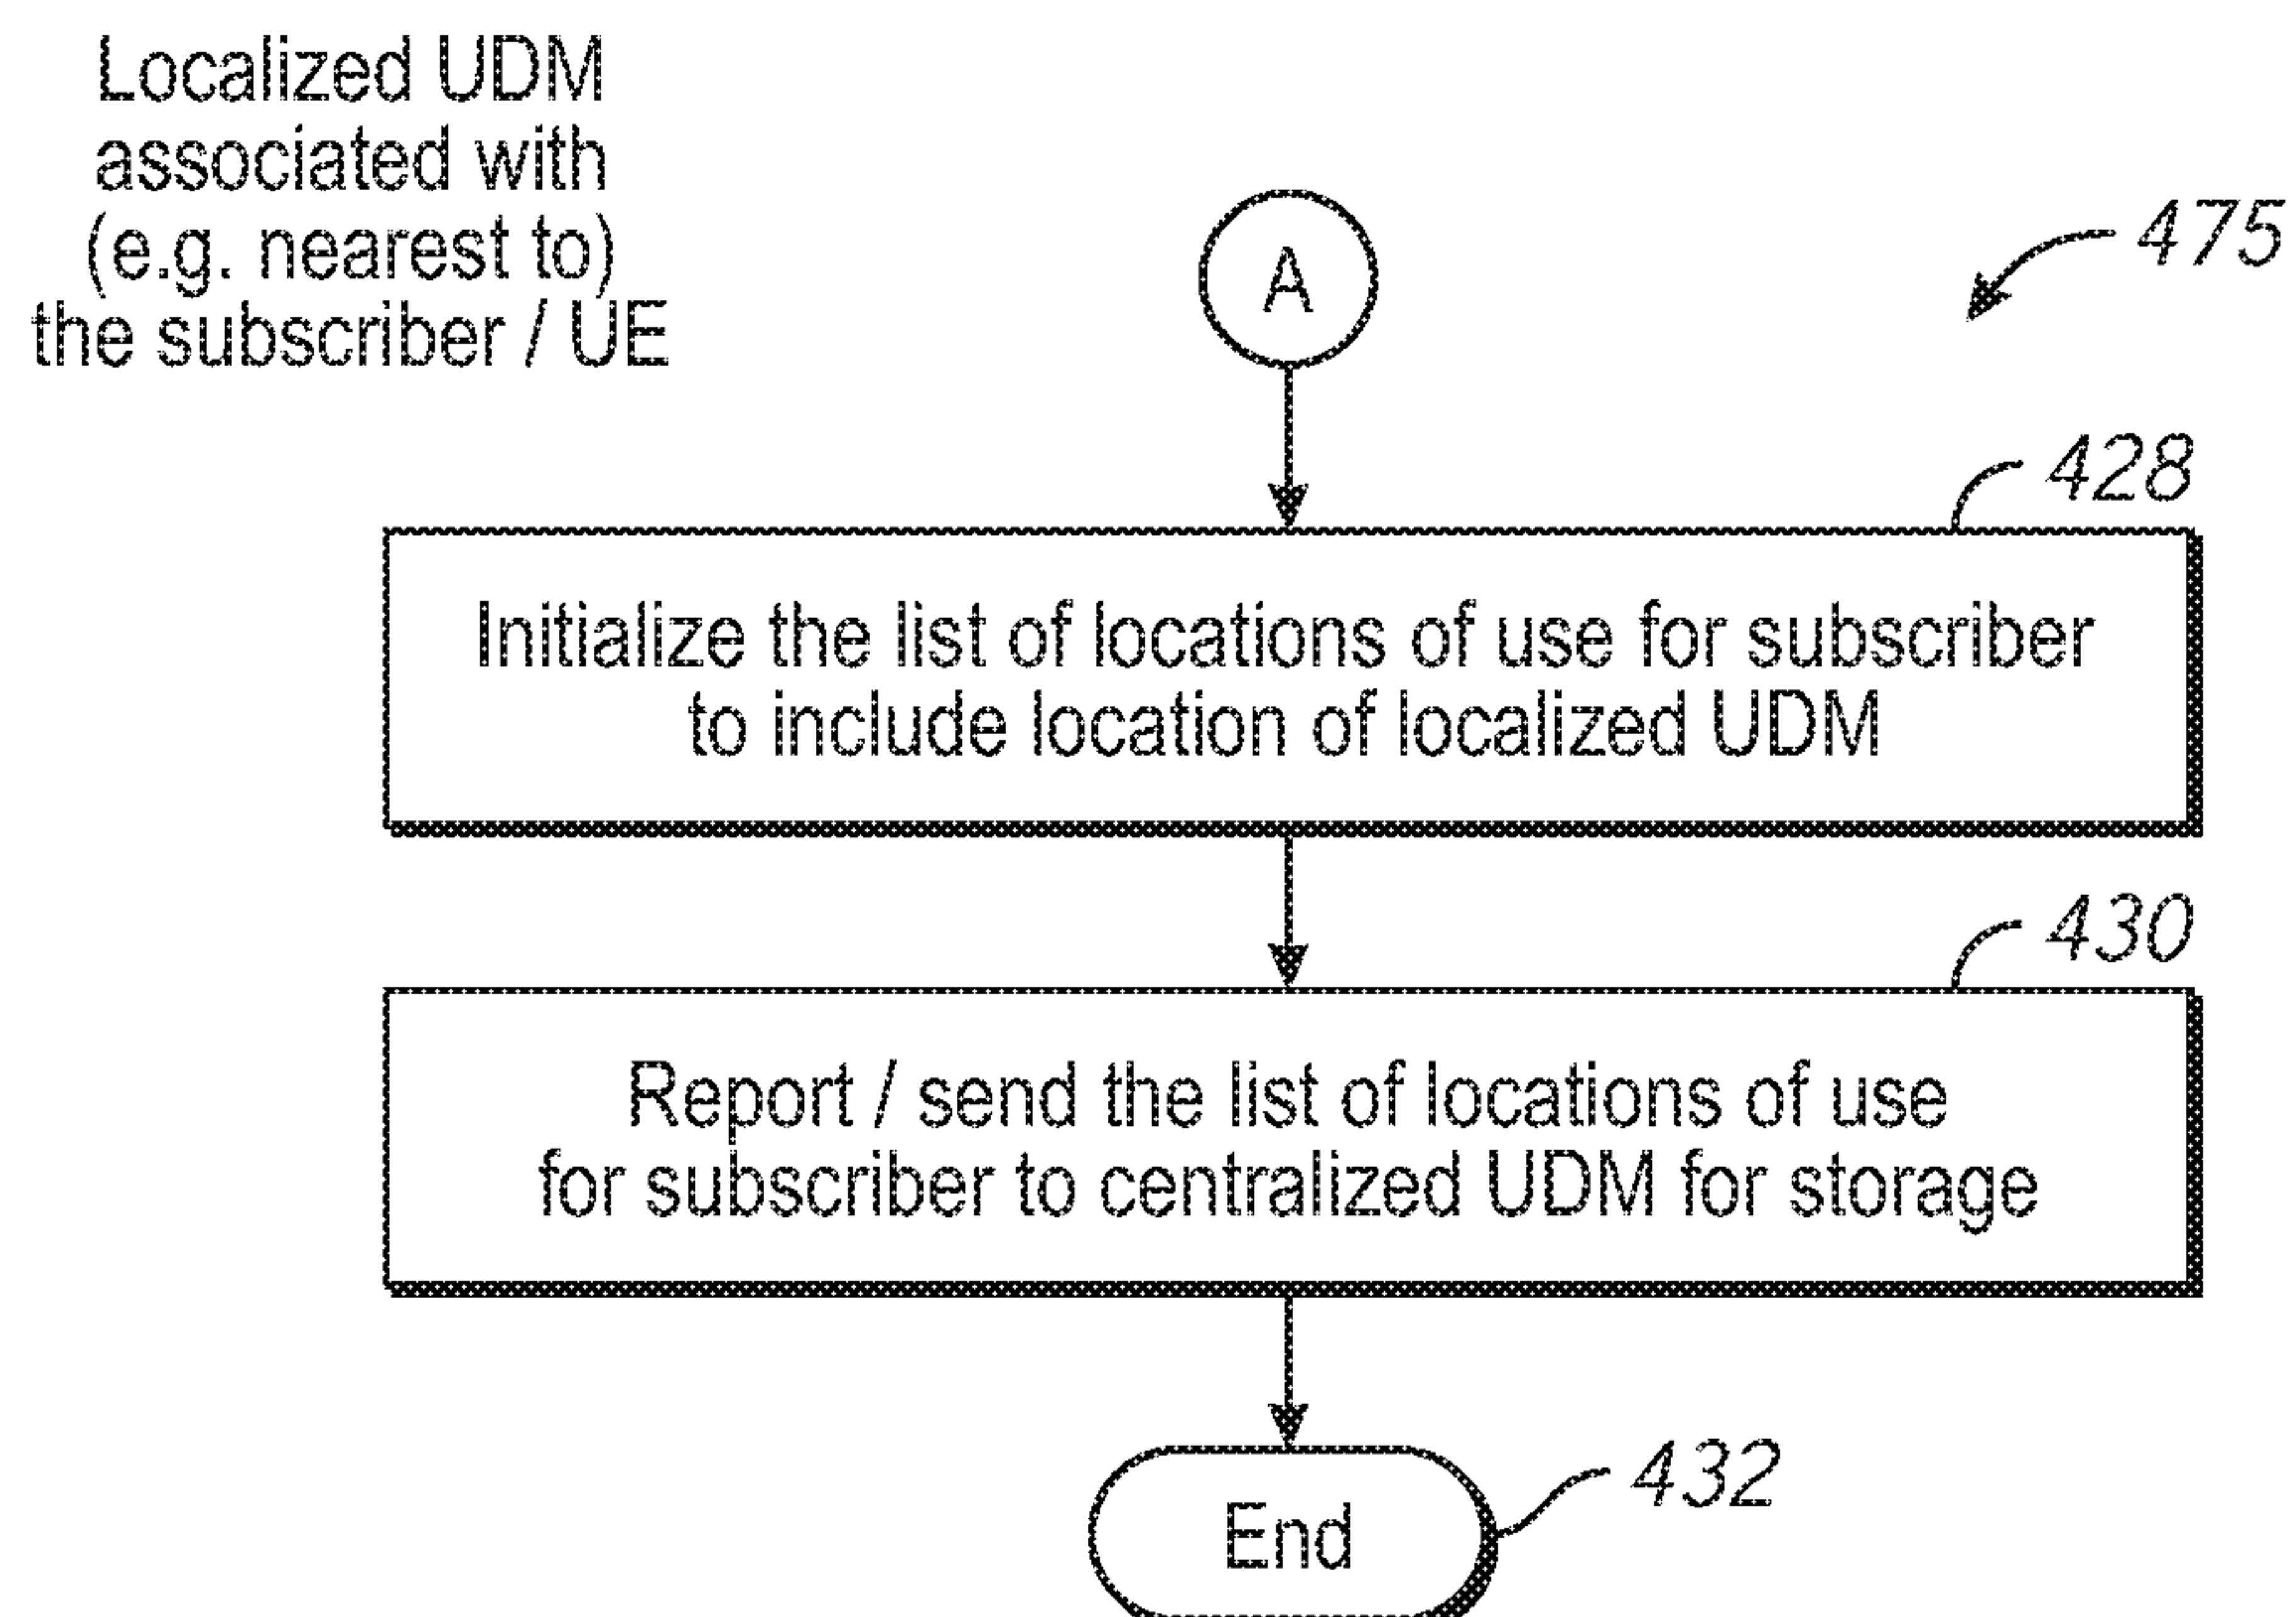 Localized UDM
associated with
(e.g. nearest to)
the subscriber / UE
A
475
428
Initialize the list of locations of use for subscriber
to include location of localized UDM
430
Report / send the list of locations of use
for subscriber to centralized UDM for storage
432
End